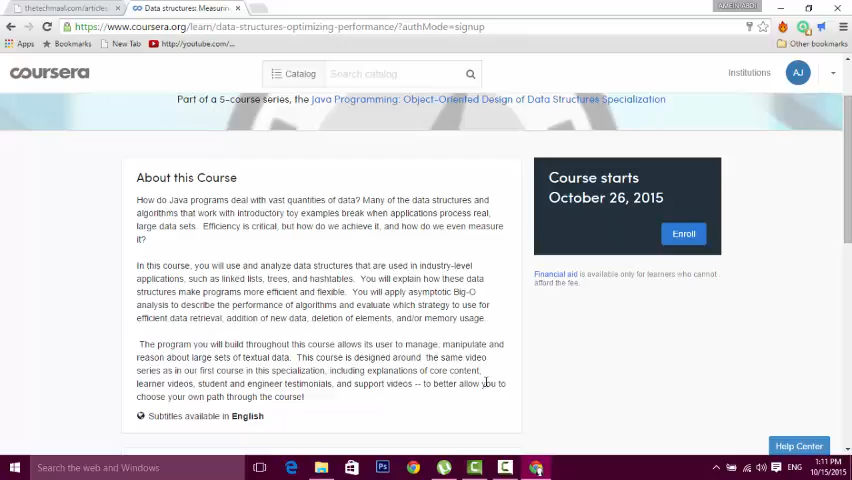 thetechmaal.com/articles
Data structures: Measurin
AMEIN ABDI
https://www.coursera.org/learn/data-structures-optimizing-performance/?authMode=signup
Apps
Bookmarks
New Tab
http://youtube.com/...
Other bookmarks
coursera
Catalog
Search catalog
Institutions
AJ
Part of a 5-course series, the Java Programming: Object-Oriented Design of Data Structures Specialization
About this Course
How do Java programs deal with vast quantities of data? Many of the data structures and
algorithms that work with introductory toy examples break when applications process real,
large data sets. Efficiency is critical, but how do we achieve it, and how do we even measure
it?
In this course, you will use and analyze data structures that are used in industry-level
applications, such as linked lists, trees, and hashtables. You will explain how these data
structures make programs more efficient and flexible. You will apply asymptotic Big-O
analysis to describe the performance of algorithms and evaluate which strategy to use for
efficient data retrieval, addition of new data, deletion of elements, and/or memory usage.
The program you will build throughout this course allows its user to manage, manipulate and
reason about large sets of textual data. This course is designed around the same video
series as in our first course in this specialization, including explanations of core content,
learner videos, student and engineer testimonials, and support videos -- to better allow you to
choose your own path through the course!
Subtitles available in English
Course starts
October 26, 2015
Enroll
Financial aid is available only for learners who cannot
afford the fee.
Help Center
Search the web and Windows
ENG
1:11 PM
10/15/2015